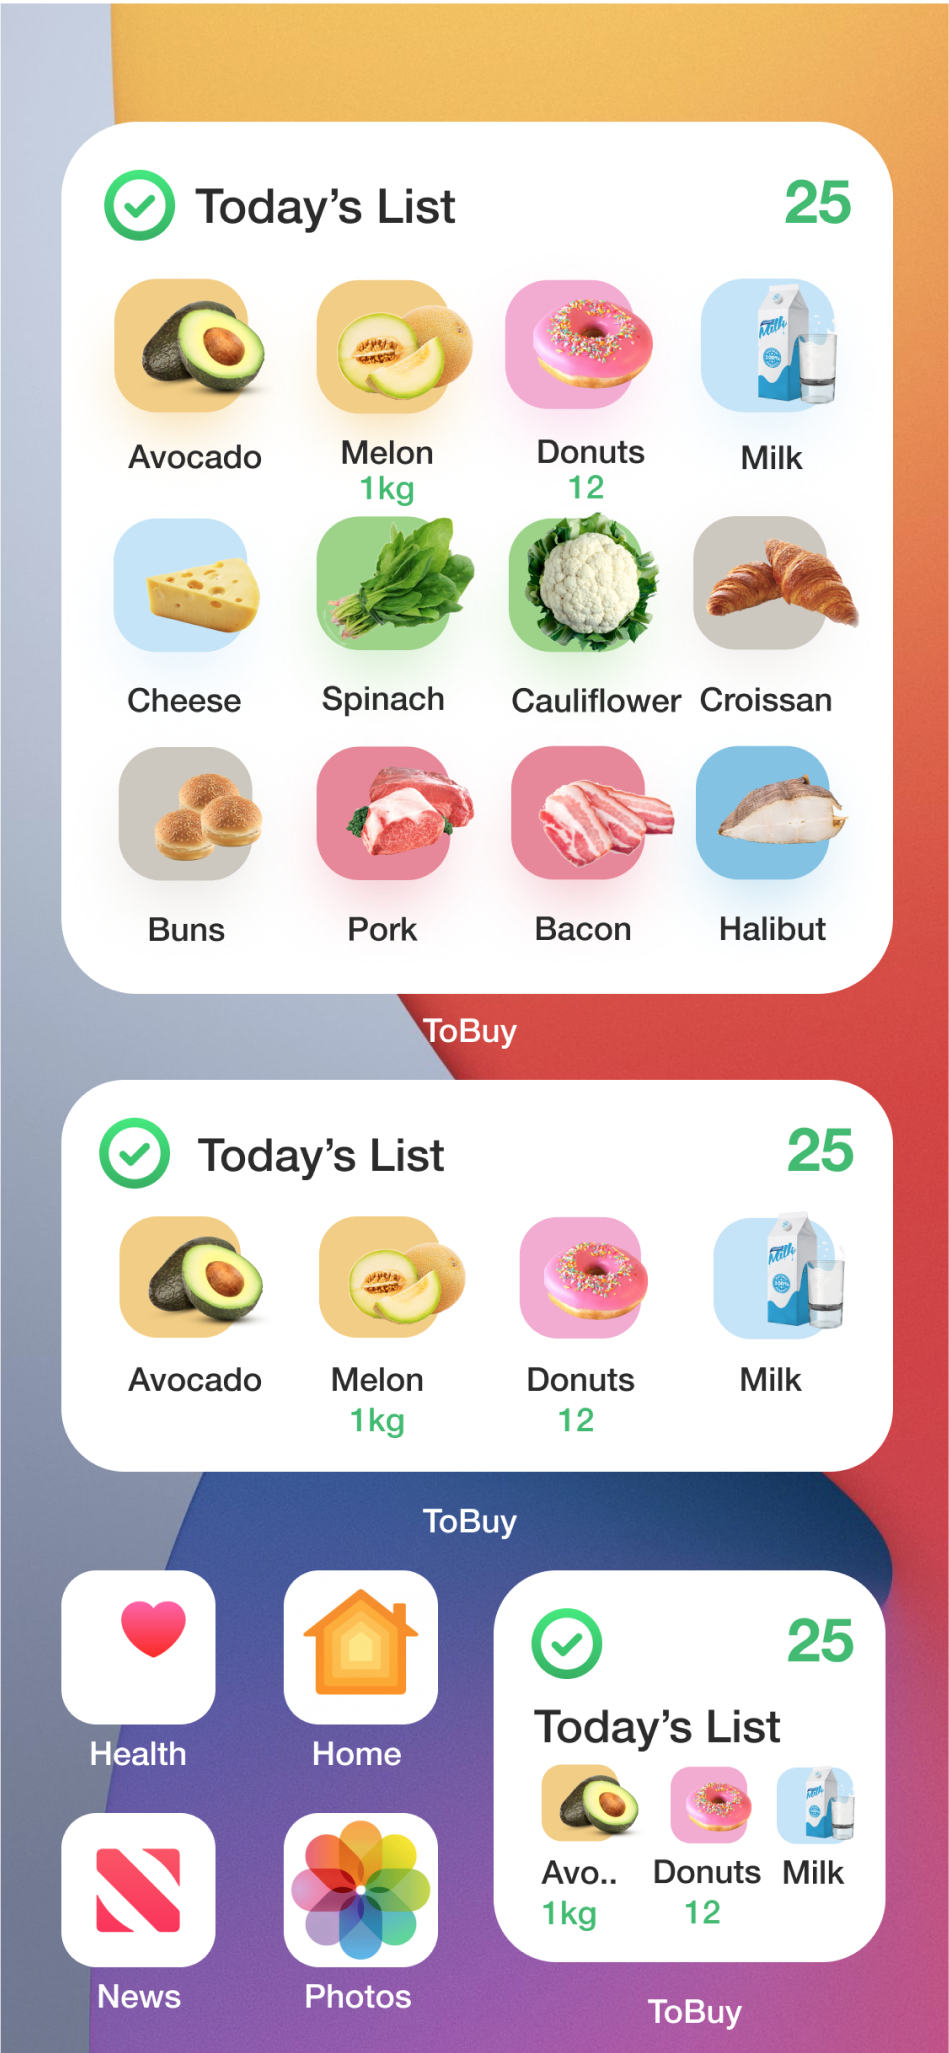 Today’s List 25
Avocado Melon Donuts Milk
1kg 12
Cheese Spinach Cauliflower Croissan
Buns Pork Bacon Halibut
ToBuy
Today’s List 25
Avocado Melon Donuts Milk
1kg 12
ToBuy
Health Home
News Photos
25
Today’s List
Avo.. Donuts Milk
1kg 12
ToBuy